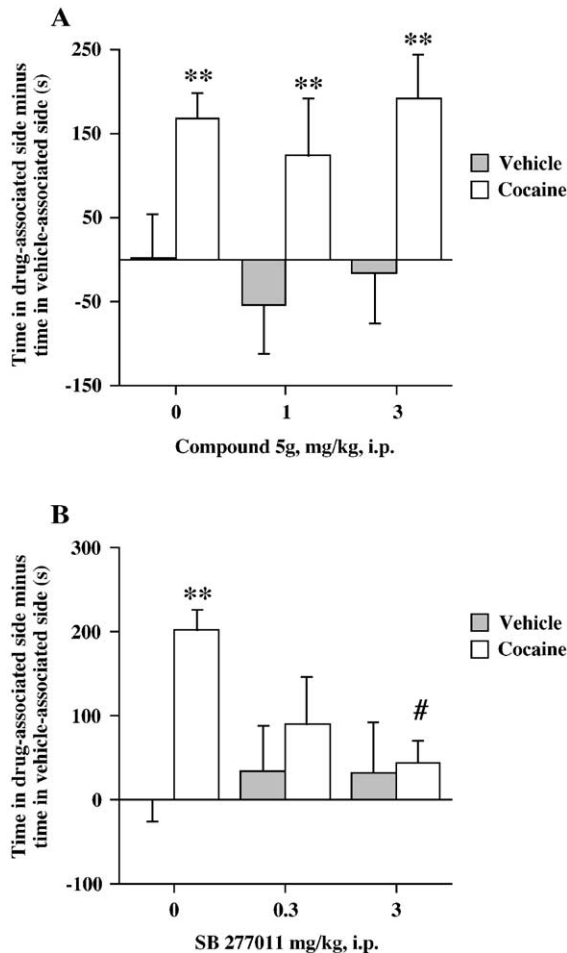 A
Time in drug-associated side minus
time in vehicle-associated side (s)
250
150
50
-50
-150
**
**
**
Vehicle
Cocaine
0
1
3
Compound 5g, mg/kg, i.p.
B
Time in drug-associated side minus
time in vehicle-associated side (s)
300
200
100
0
-100
**
#
Vehicle
Cocaine
0
0.3
3
SB 277011 mg/kg, i.p.